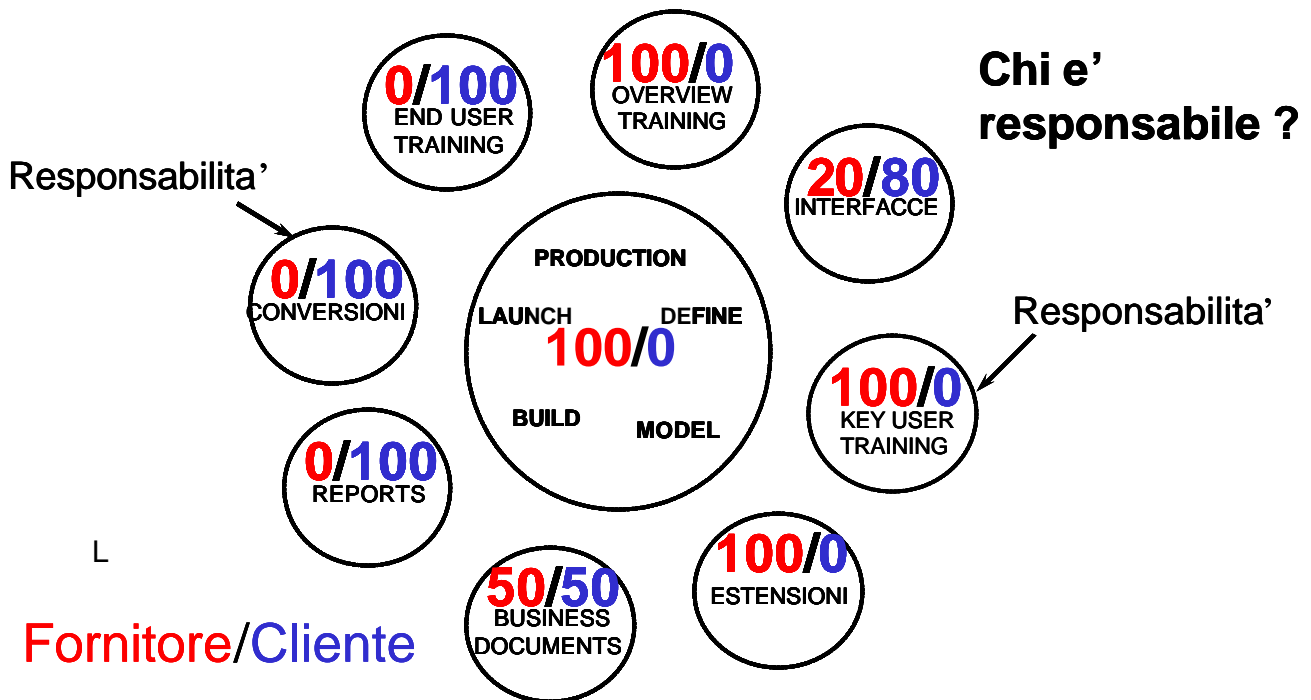 Chi e’
responsabile ?
100/0
OVERVIEW
TRAINING
0/100
END USER
TRAINING
20/80
INTERFACCE
Responsabilita’
0/100
CONVERSIONI
PRODUCTION
LAUNCH
DEFINE
100/0
BUILD
MODEL
Responsabilita’
100/0
KEY USER
TRAINING
0/100
REPORTS
100/0
ESTENSIONI
50/50
BUSINESS
DOCUMENTS
L
Fornitore/Cliente